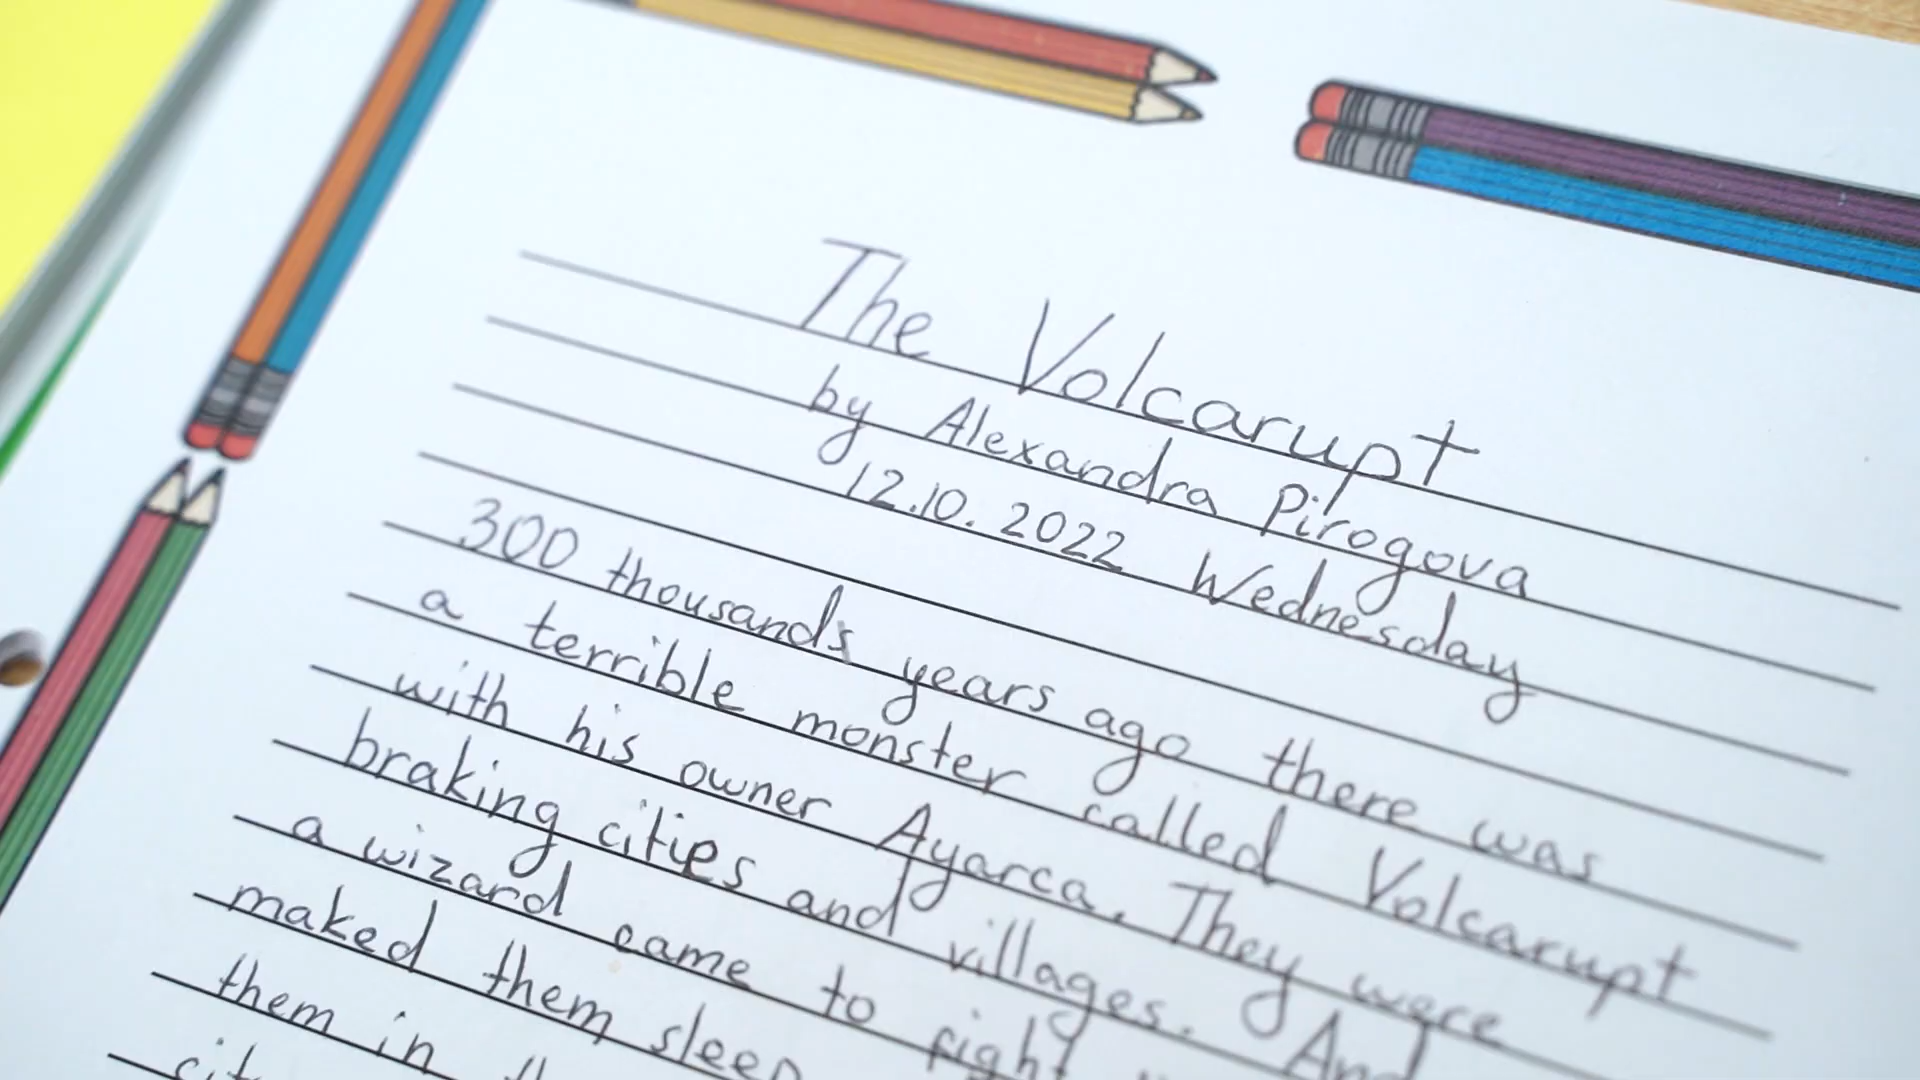 The Volcarupt
by Alexandra Pirogova
12.10.2022 Wednesday
300 thousands years ago there was
a terrible monster called Volcarupt
with his owner Ayarca. They were
braking cities and villages. And
a wizard came to fight
maked them sleep
them in